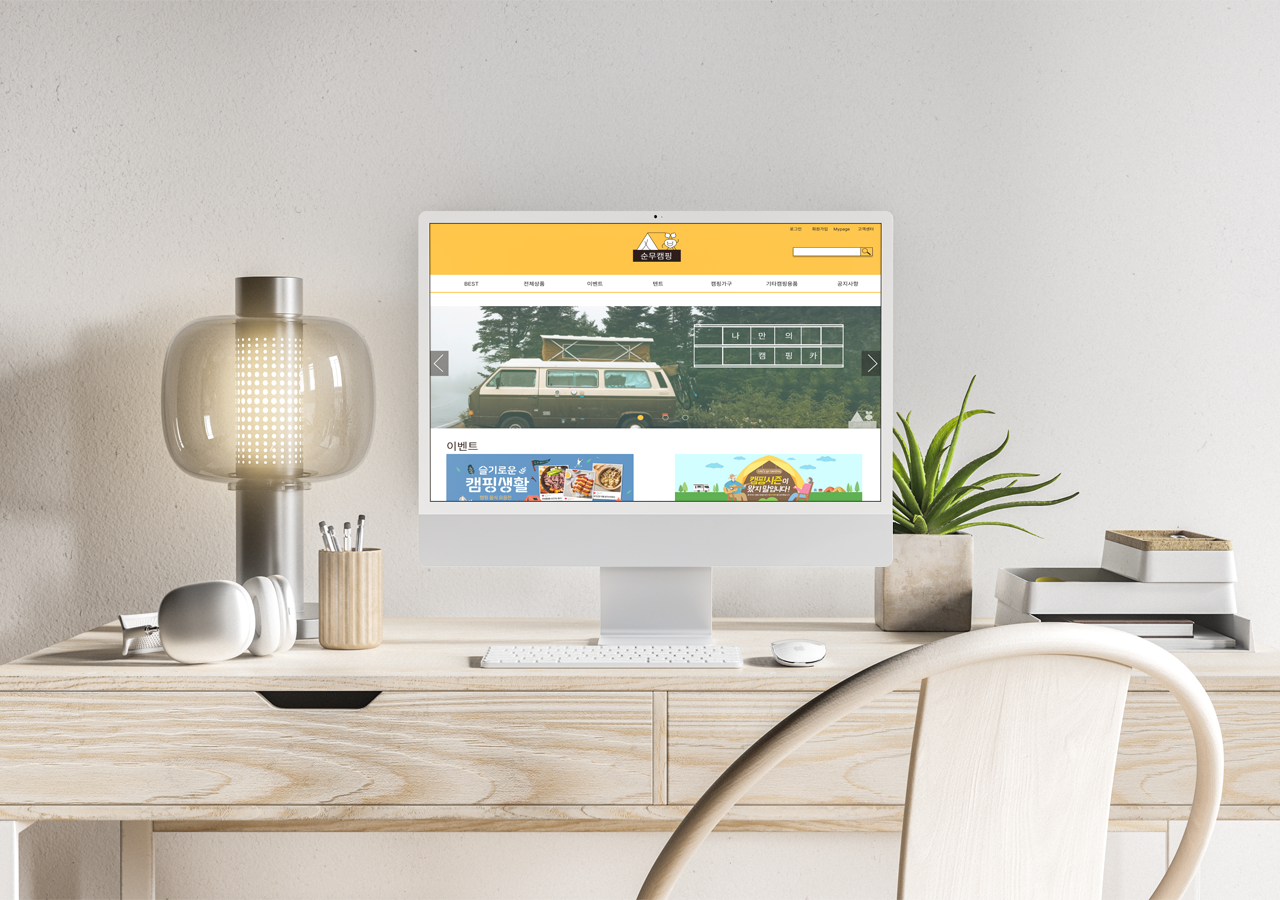 로그인 회원가입 Mypage 고객센터
순무캠핑
BEST 전체상품 이벤트 텐트 캠핑가구 기타캠핑용품 공지사항
나만의
캠핑카
이벤트
슬기로운
캠핑생활
캠핑시즌이
왔지 말입니다!